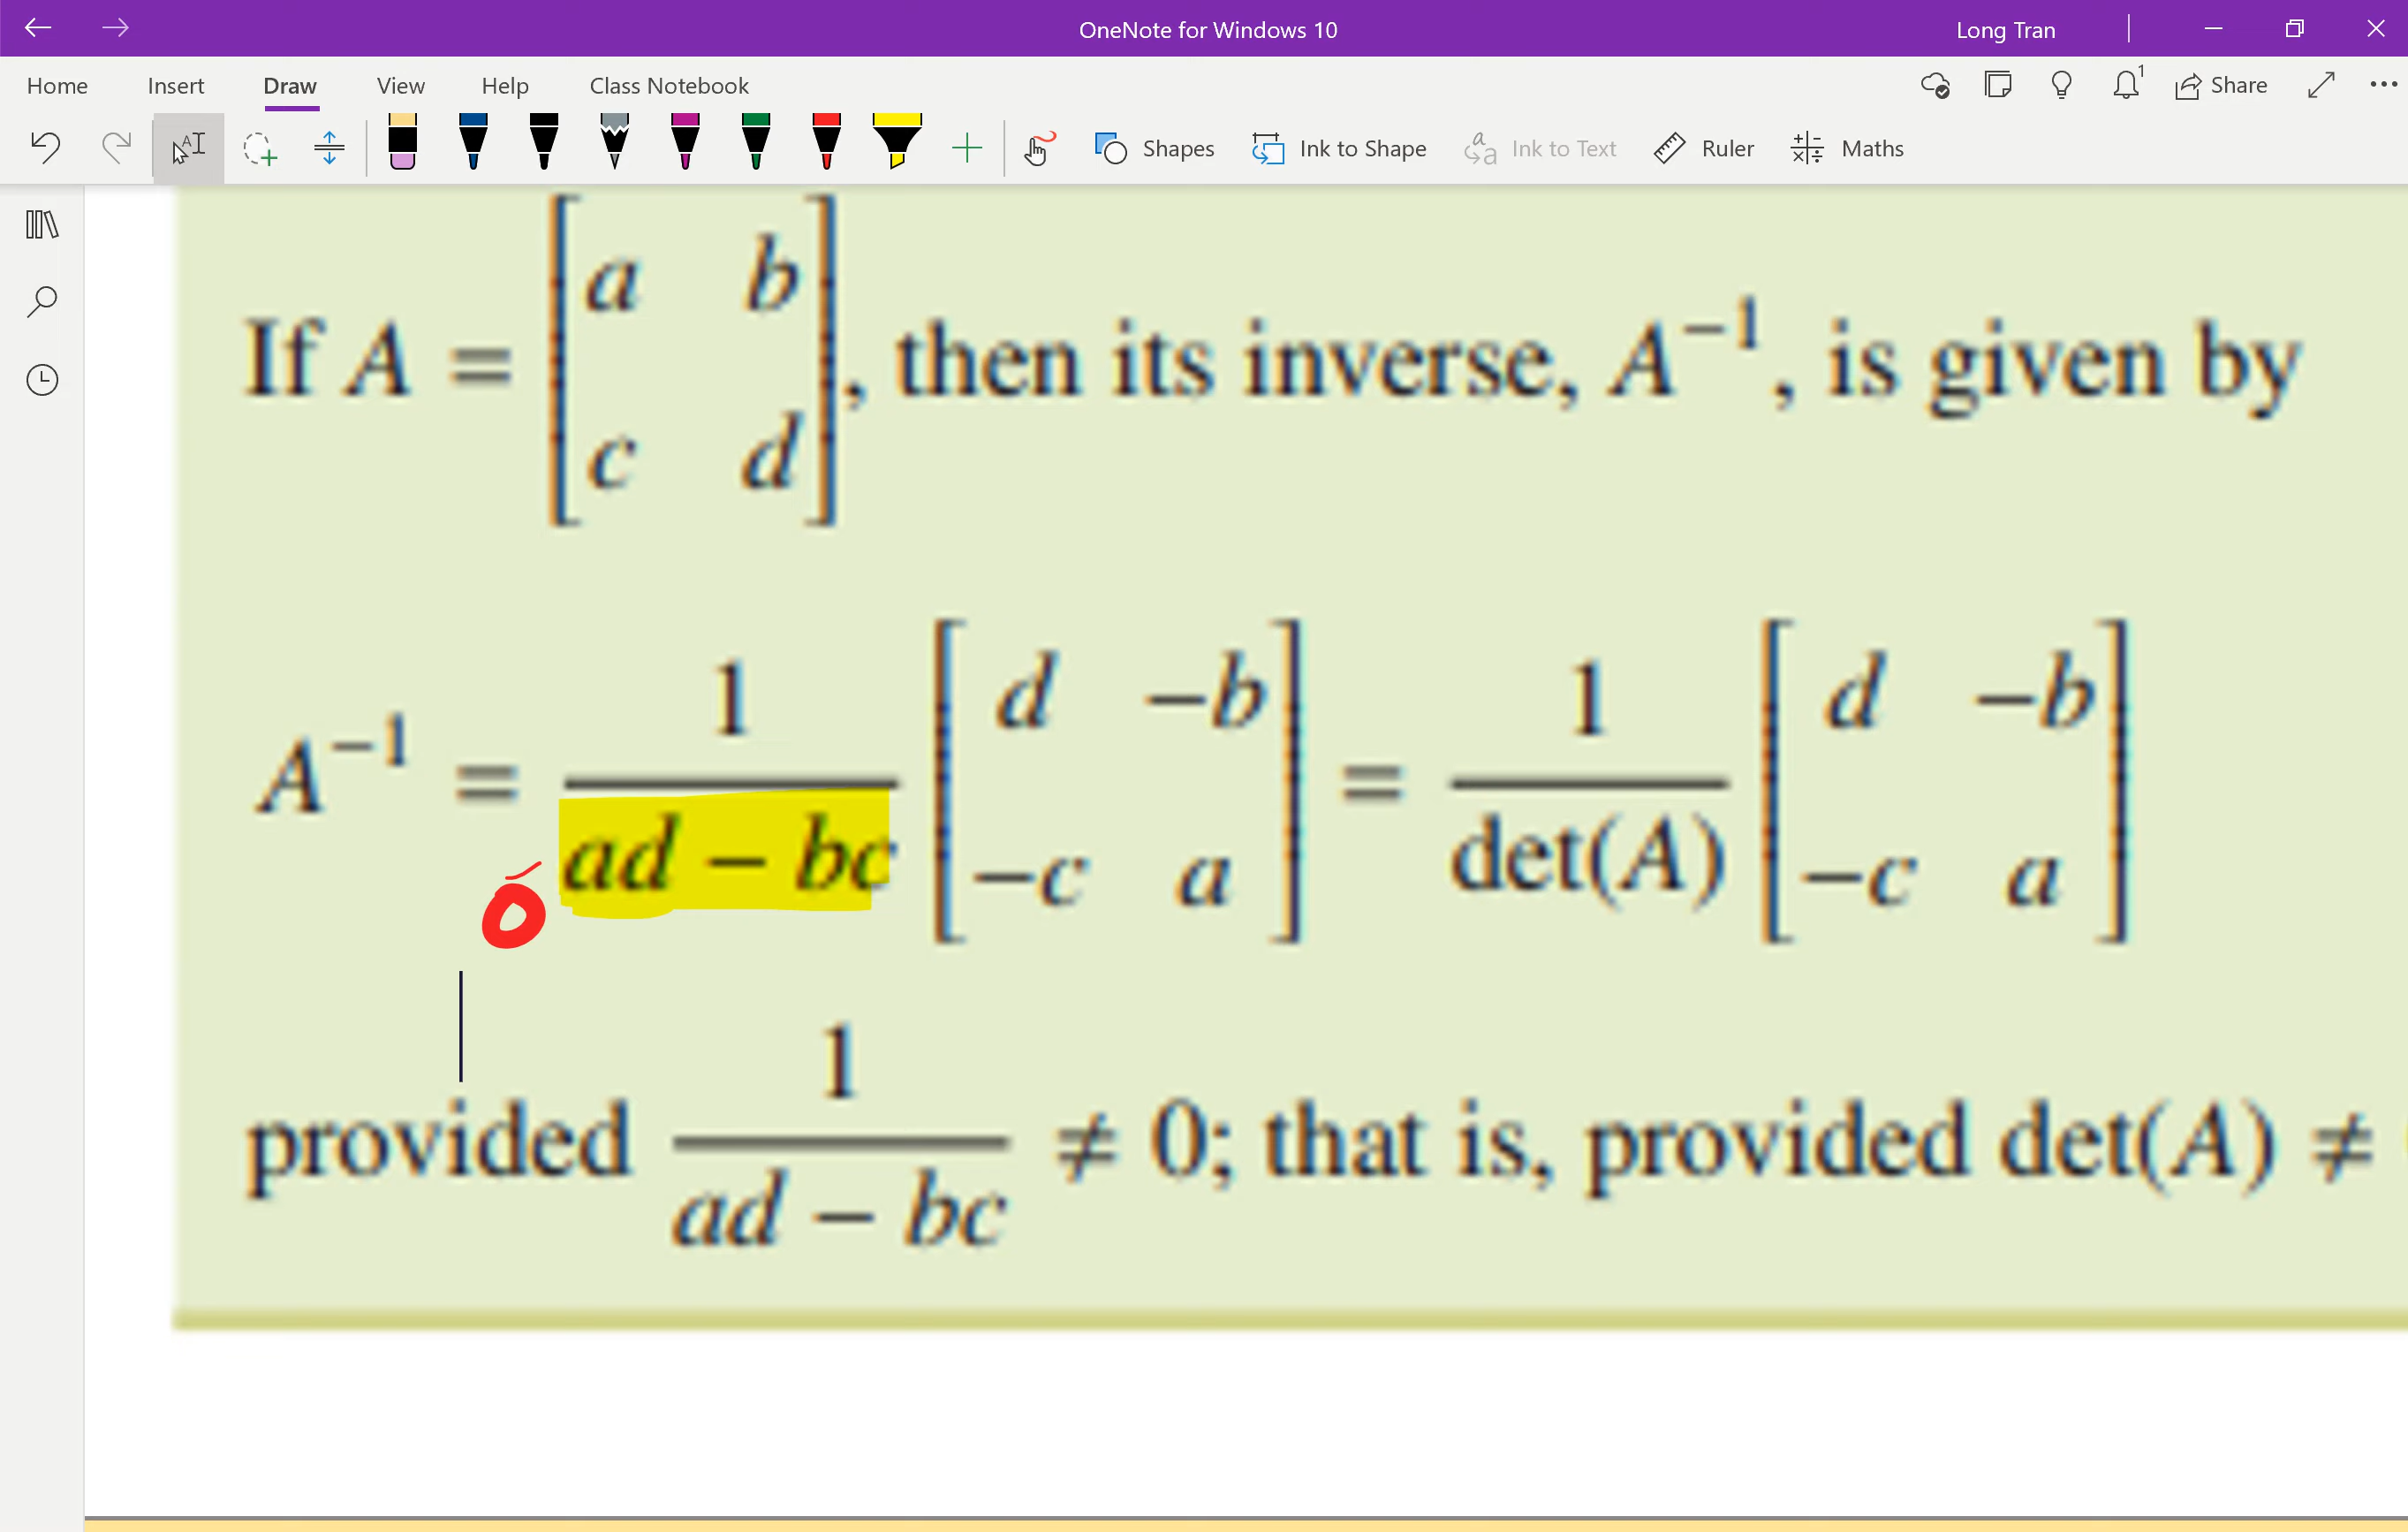 OneNote for Windows 10 Long Tran
Home Insert Draw View Help Class Notebook 1 Share
Shapes Ink to Shape Ink to Text Ruler Maths
If A = [a b; c d], then its inverse, A⁻¹, is given by
A⁻¹ = 1/(ad − bc) [d −b; −c a] = 1/det(A) [d −b; −c a]
provided 1/(ad − bc) ≠ 0; that is, provided det(A) ≠